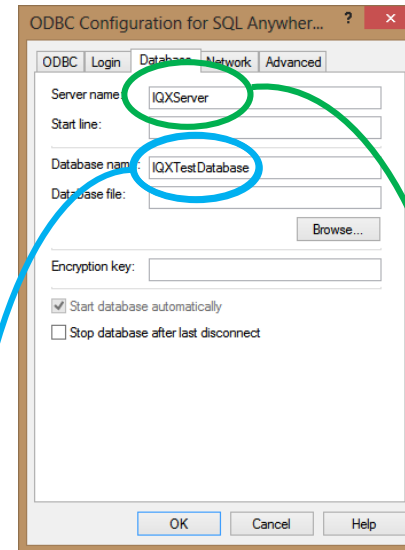 ODBC Configuration for SQL Anywher... ? ×
ODBC Login Database Network Advanced
Server name: IQXServer
Start line:
Database name: IQXTestDatabase
Database file:
Browse...
Encryption key:
Start database automatically
Stop database after last disconnect
OK Cancel Help